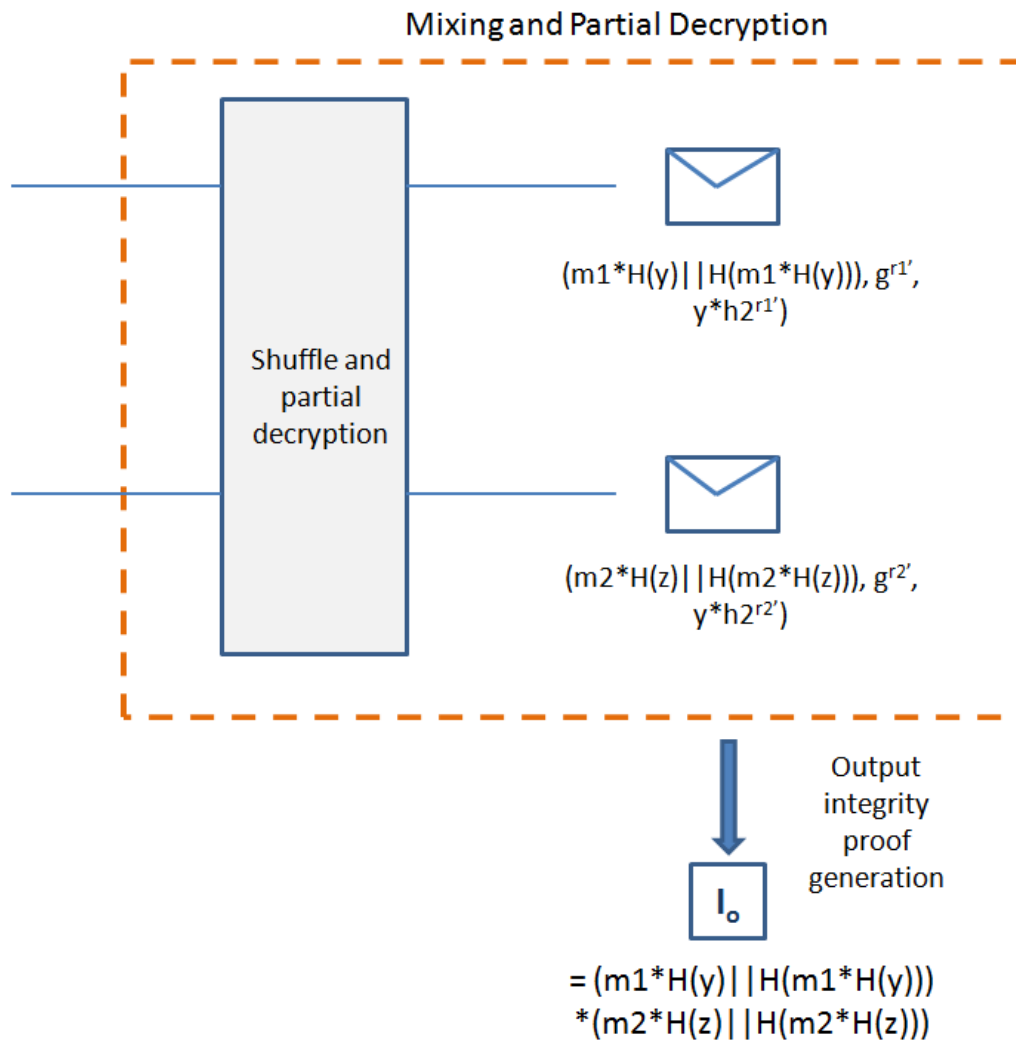 Mixing and Partial Decryption
(m1*H(y)||H(m1*H(y))), g^r1',
y*h2^r1')
Shuffle and
partial
decryption
(m2*H(z)||H(m2*H(z))), g^r2',
y*h2^r2')
Output
integrity
proof
generation
I_o
= (m1*H(y)||H(m1*H(y)))
*(m2*H(z)||H(m2*H(z)))